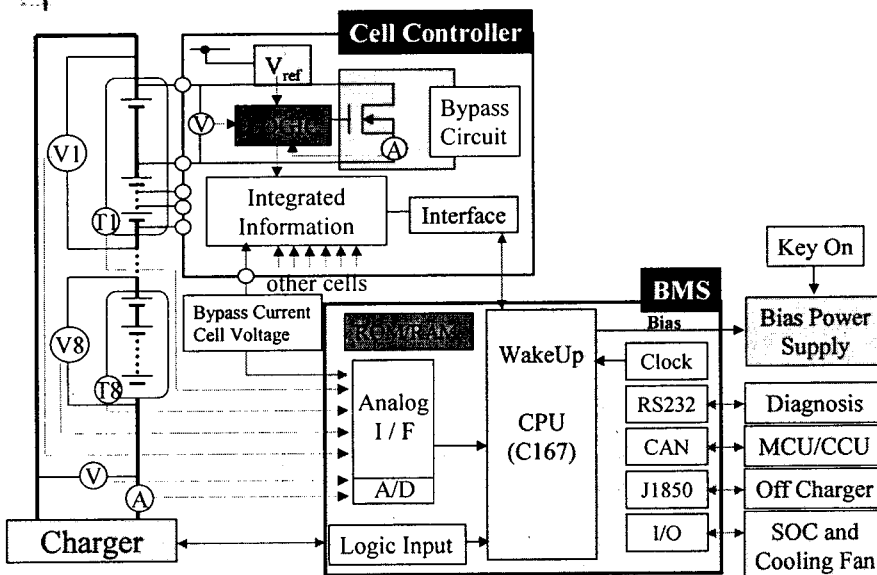 Cell Controller
V ref
Bypass
Circuit
V
LOGIC
A
V1
T1
Integrated
Information
Interface
other cells
Key On
BMS
Bypass Current
Cell Voltage
ROM/RAM
Bias
Bias Power
Supply
V8
T8
WakeUp
CPU
(C167)
Clock
Analog
I / F
A/D
RS232
Diagnosis
CAN
MCU/CCU
J1850
Off Charger
I/O
SOC and
Cooling Fan
V
A
Charger
Logic Input